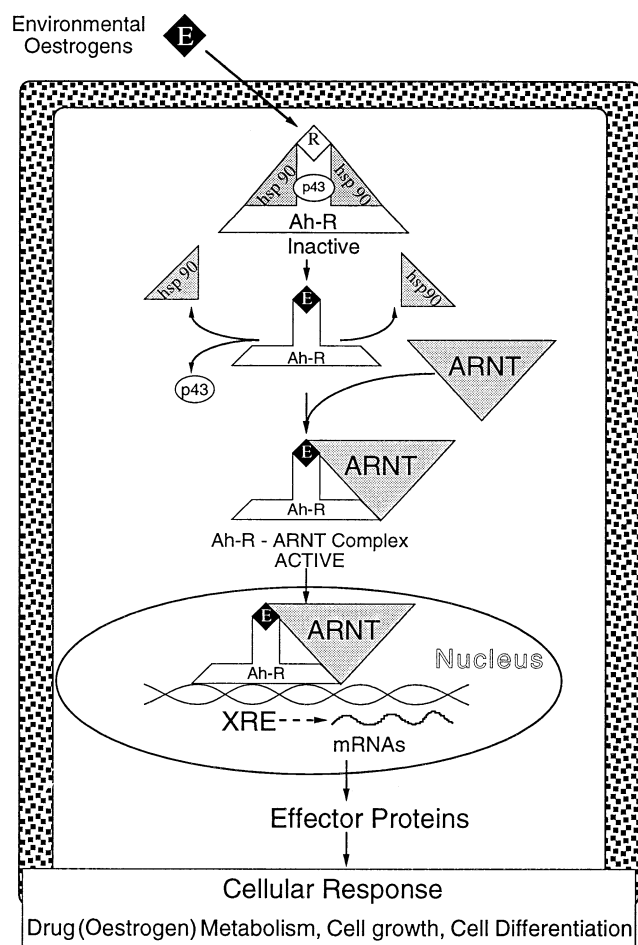 Environmental
Oestrogens
E
R
hsp 90
p43
hsp 90
Ah-R
Inactive
hsp 90
E
hsp90
Ah-R
p43
ARNT
E
ARNT
Ah-R
Ah-R - ARNT Complex
ACTIVE
E
ARNT
Ah-R
Nucleus
XRE
mRNAs
Effector Proteins
Cellular Response
Drug (Oestrogen) Metabolism, Cell growth, Cell Differentiation